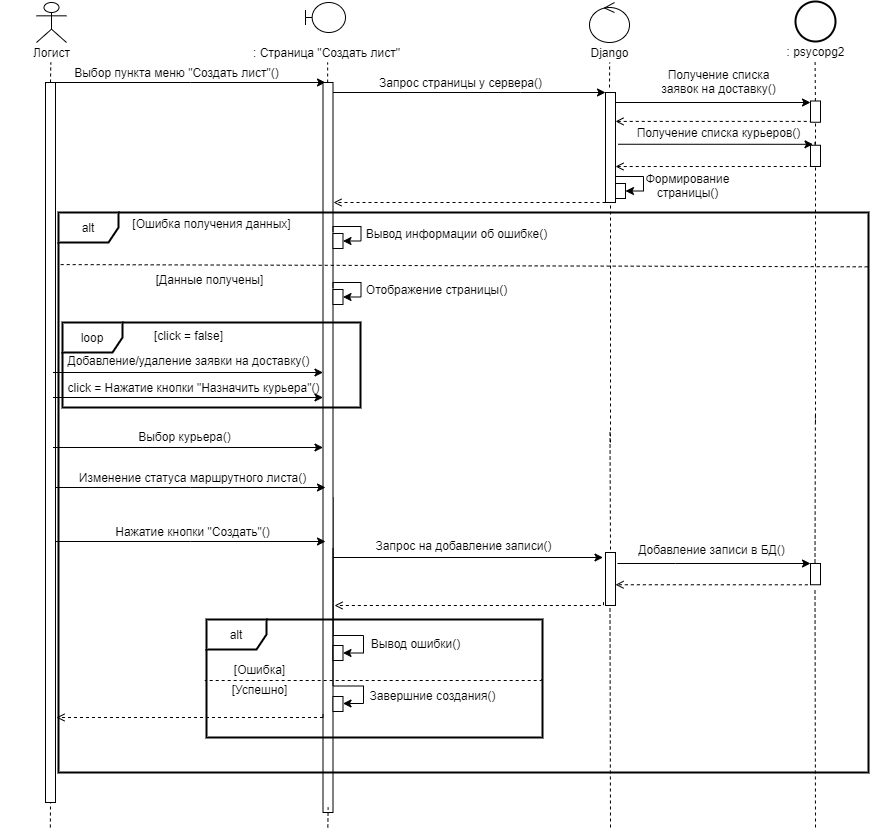 Логист
: Страница "Создать лист"
Django
: psycopg2
Выбор пункта меню "Создать лист"()
Запрос страницы у сервера()
Получение списка
заявок на доставку()
Получение списка курьеров()
Формирование
страницы()
alt
[Ошибка получения данных]
Вывод информации об ошибке()
[Данные получены]
Отображение страницы()
loop
[click = false]
Добавление/удаление заявки на доставку()
click = Нажатие кнопки "Назначить курьера"()
Выбор курьера()
Изменение статуса маршрутного листа()
Нажатие кнопки "Создать"()
Запрос на добавление записи()
Добавление записи в БД()
alt
Вывод ошибки()
[Ошибка]
[Успешно]
Завершние создания()